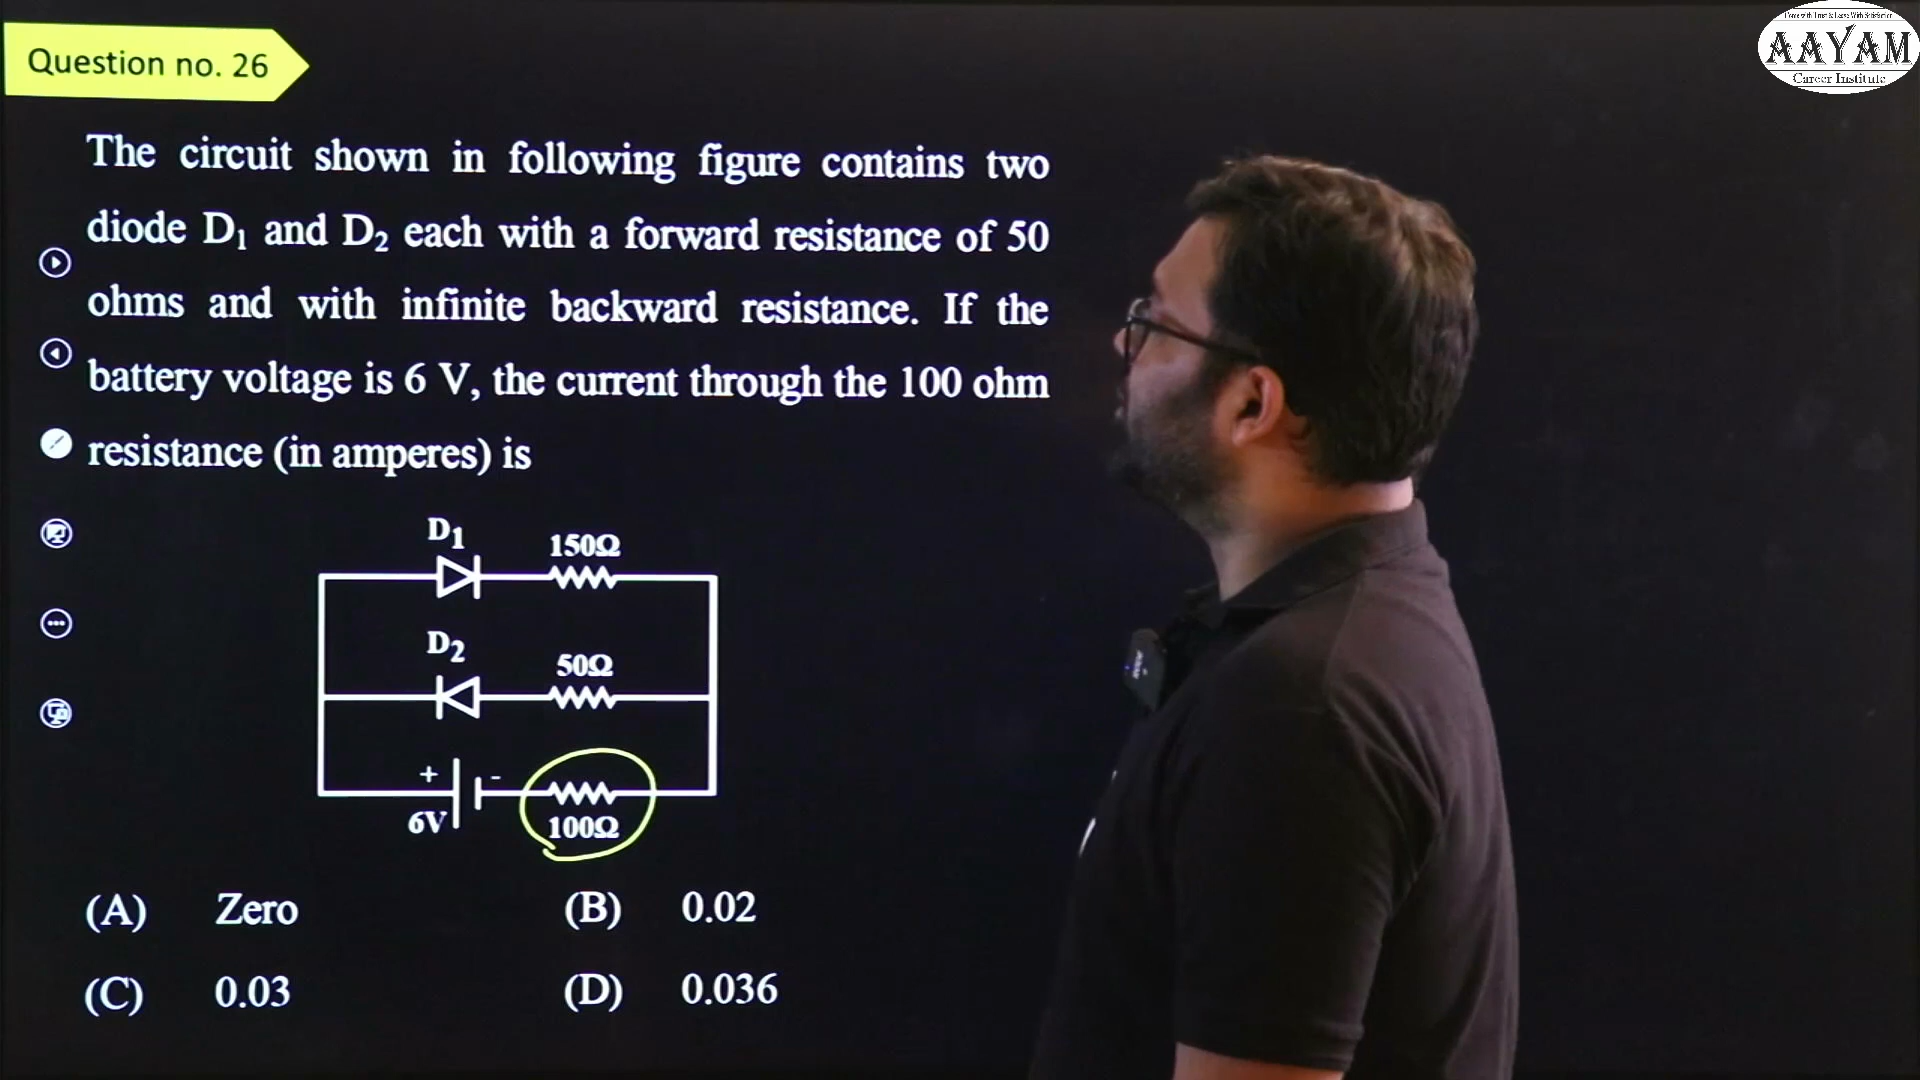 Question no. 26
AAYAM
Career Institute
The circuit shown in following figure contains two
diode D₁ and D₂ each with a forward resistance of 50
ohms and with infinite backward resistance. If the
battery voltage is 6 V, the current through the 100 ohm
resistance (in amperes) is
D₁
150Ω
D₂
50Ω
+ -
6V
100Ω
(A) Zero (B) 0.02
(C) 0.03 (D) 0.036